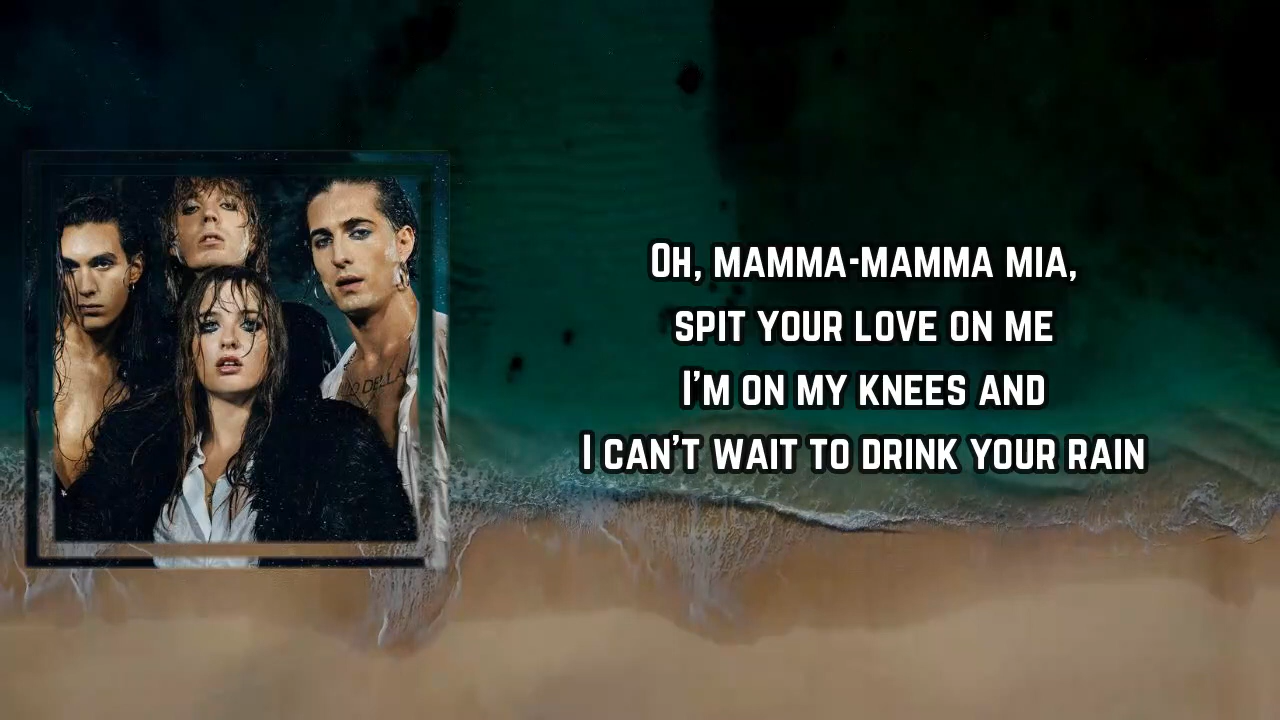 Oh, mamma-mamma mia,
spit your love on me
I'm on my knees and
I can't wait to drink your rain